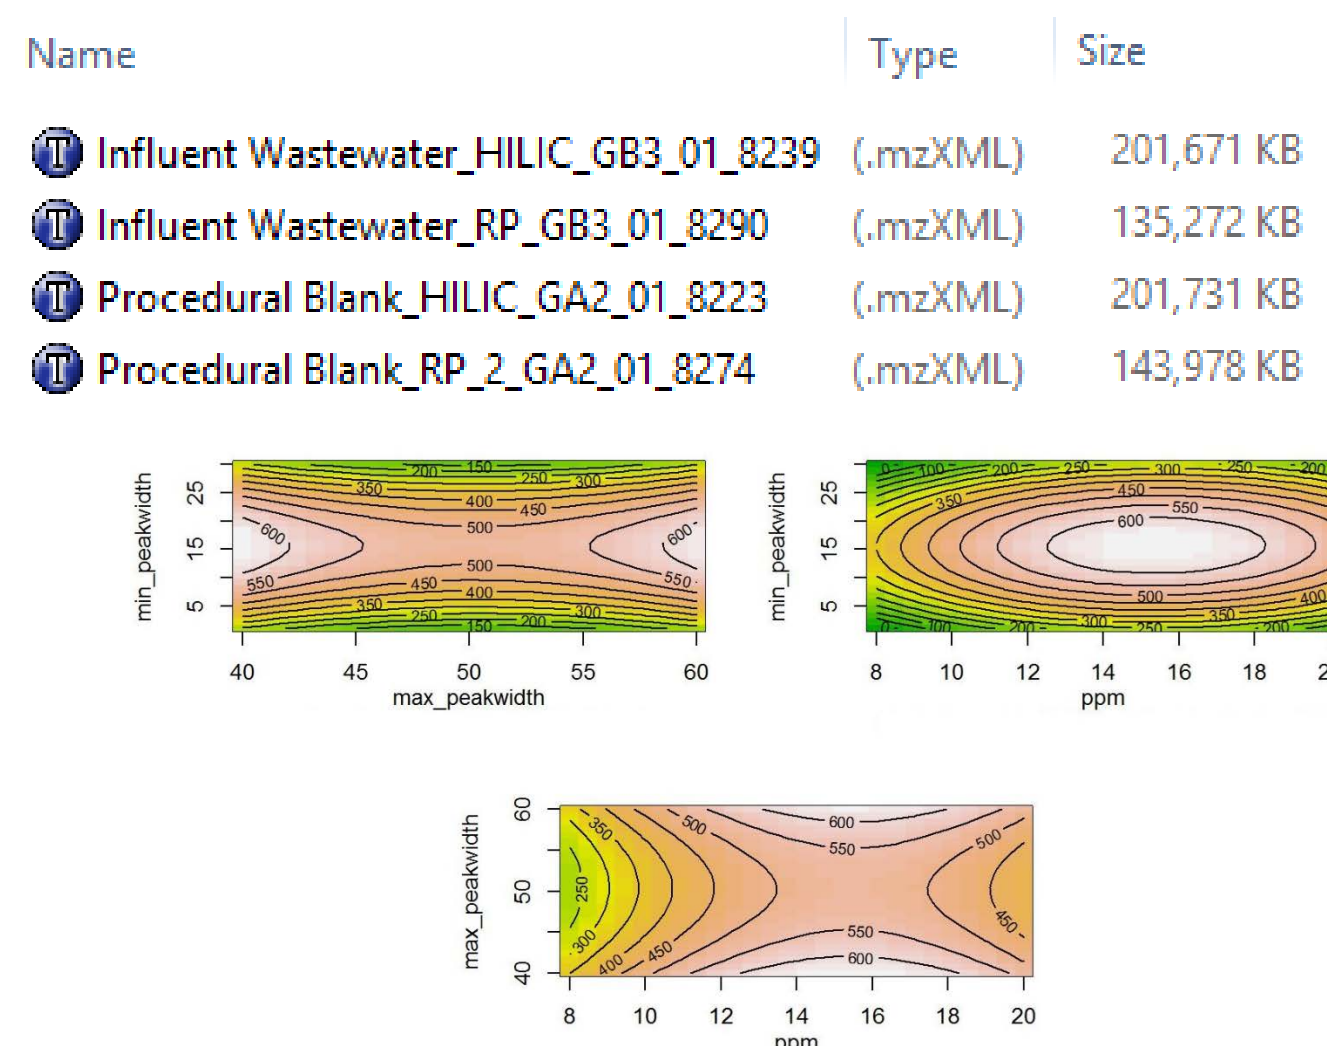 Name Type Size
T Influent Wastewater_HILIC_GB3_01_8239 (.mzXML) 201,671 KB
T Influent Wastewater_RP_GB3_01_8290 (.mzXML) 135,272 KB
T Procedural Blank_HILIC_GA2_01_8223 (.mzXML) 201,731 KB
T Procedural Blank_RP_2_GA2_01_8274 (.mzXML) 143,978 KB
min_peakwidth
25
15
5
200 150 250 300
350 400 450
500
600 600
550 500 550
450 400
350 300
250 150 200
40 45 50 55 60
max_peakwidth
min_peakwidth
25
15
5
0 100 200 250 300 250 200
350 450 550
600
500 400
300 350
0 100 200 250 200
8 10 12 14 16 18
ppm
max_peakwidth
60
50
40
350 500 600 500
550
250
300 400 450 550 450
600
8 10 12 14 16 18 20
ppm